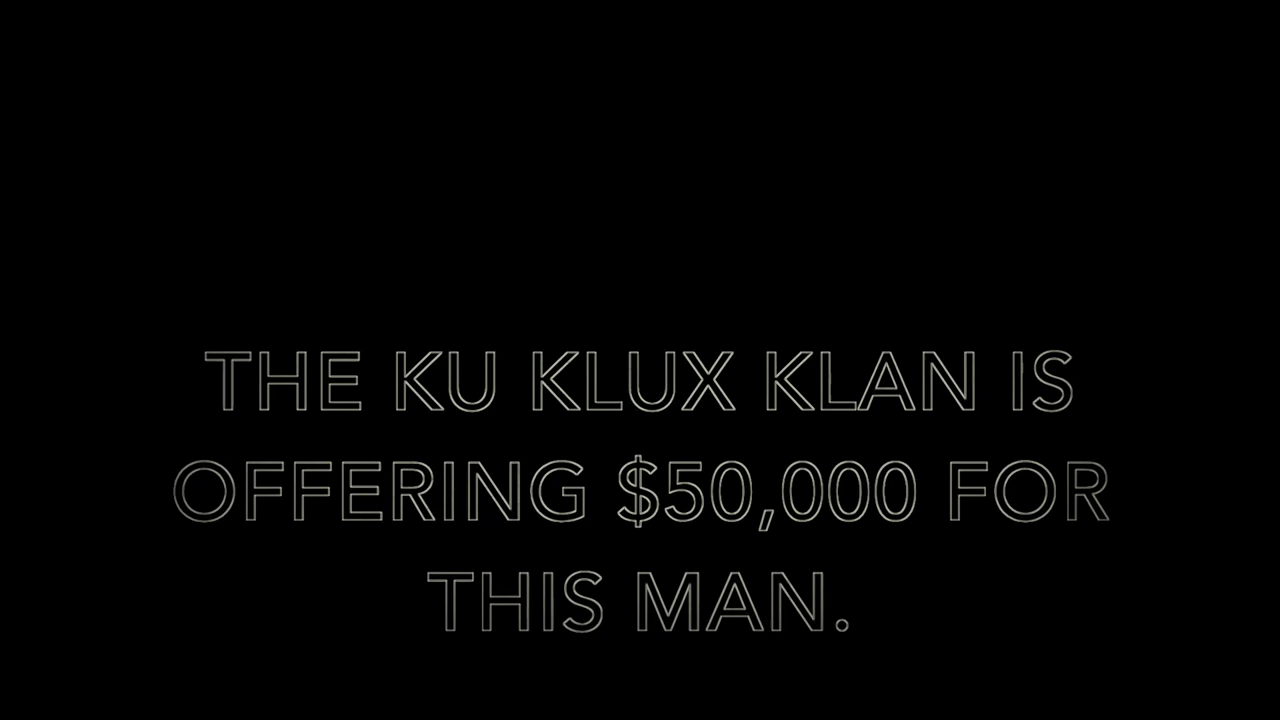 THE KU KLUX KLAN IS
OFFERING $50,000 FOR
THIS MAN.